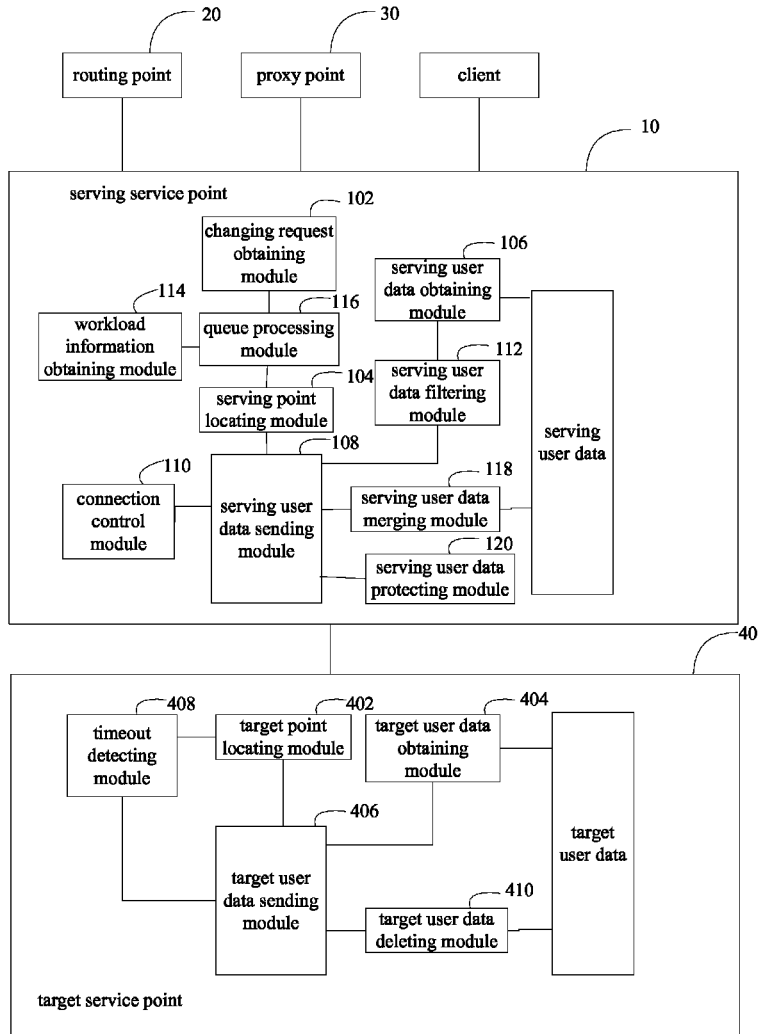 20
30
routing point
proxy point
client
10
serving service point
102
changing request
obtaining
module
106
serving user
data obtaining
module
114
workload
information
obtaining module
116
queue processing
module
112
serving user
data filtering
module
104
serving point
locating module
serving
user data
108
serving user
data sending
module
110
connection
control
module
118
serving user data
merging module
120
serving user data
protecting module
40
408
timeout
detecting
module
402
target point
locating module
404
target user data
obtaining
module
406
target user
data sending
module
target
user data
410
target user data
deleting module
target service point